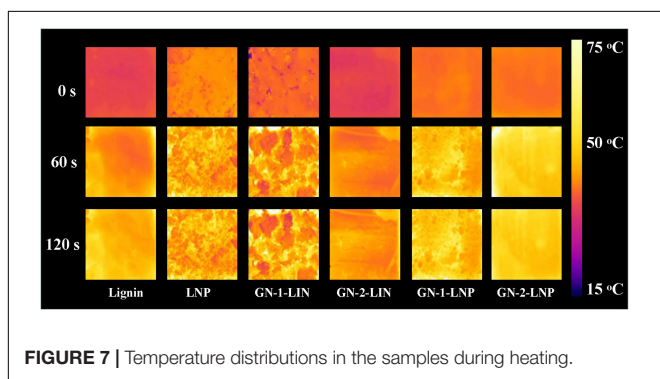 75 °C
0 s
50 °C
60 s
120 s
15 °C
Lignin LNP GN-1-LIN GN-2-LIN GN-1-LNP GN-2-LNP
FIGURE 7 | Temperature distributions in the samples during heating.